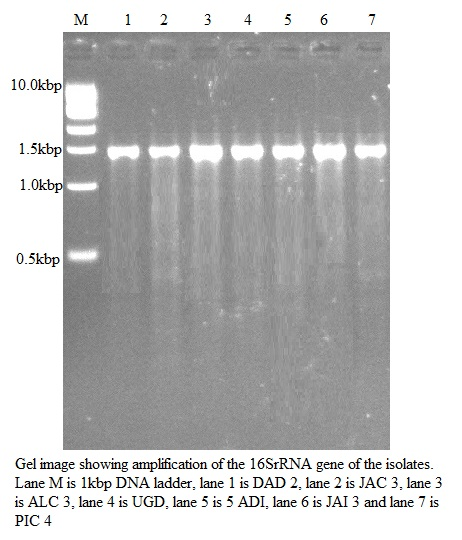 M 1 2 3 4 5 6 7
10.0kbp
1.5kbp
1.0kbp
0.5kbp
Gel image showing amplification of the 16SrRNA gene of the isolates.
Lane M is 1kbp DNA ladder, lane 1 is DAD 2, lane 2 is JAC 3, lane 3
is ALC 3, lane 4 is UGD, lane 5 is 5 ADI, lane 6 is JAI 3 and lane 7 is
PIC 4